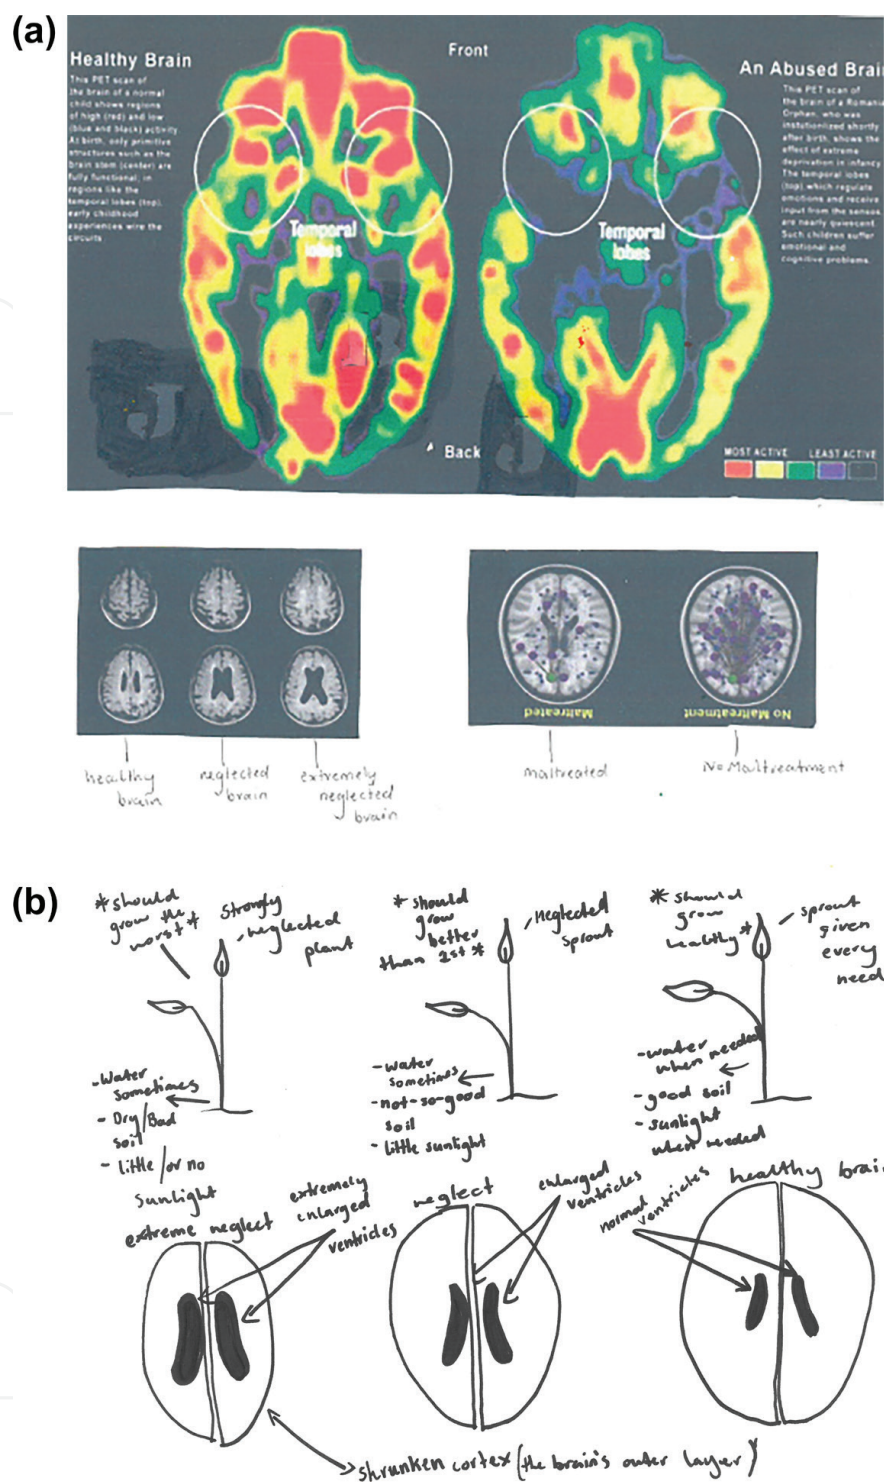 (a)
Healthy Brain
This PET scan of
the brain of a normal
child shows regions
of high (red) and low
(blue and black) activity
At birth, only primitive
structures such as the
brain stem (center) are
fully functional; in
regions like the
temporal lobes (top),
early childhood
experiences wire the
circuits
Front
An Abused Brain
This PET scan of
the brain of a Romania
Orphan, who was
institutionized shortly
after birth, shows the
effect of extreme
deprivation in infancy
The temporal lobes
(top) which regulate
emotions and receive
input from the senses
are nearly quiescent
Such children suffer
emotional and
cognitive problems.
Temporal
lobes
Temporal
lobes
J
J
Back
MOST ACTIVE LEAST ACTIVE
Maltreated
No Maltreatment
healthy
brain
neglected
brain
extremely
neglected
brain
maltreated
No Maltreatment
(b)
*should
grow the
worst*
Strongly
neglected
plant
*should
grow
better
than 1st*
Neglected
sprout
*should
grow
healthy*
sprout
given
every
need
-Water
sometimes
- Dry/Bad
soil
- little/or no
sunlight
-water
sometimes
-not-so-good
soil
- little sunlight
-water
when needed
- good soil
- sunlight
when needed
extreme neglect
extremely
enlarged
ventricles
neglect
enlarged
ventricles
normal
ventricles
healthy brain
shrunken cortex (the brain's outer layer)